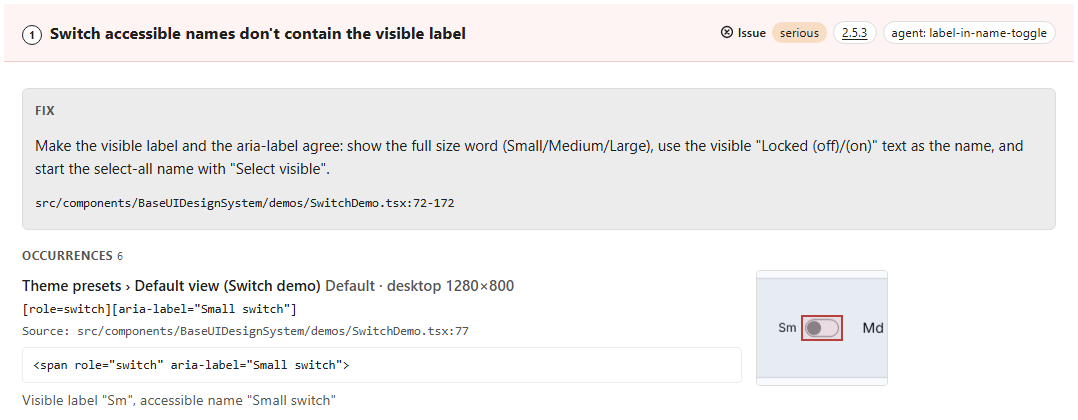 1 Switch accessible names don't contain the visible label Issue serious 2.5.3 agent: label-in-name-toggle
FIX
Make the visible label and the aria-label agree: show the full size word (Small/Medium/Large), use the visible "Locked (off)/(on)" text as the name, and
start the select-all name with "Select visible".
src/components/BaseUIDesignSystem/demos/SwitchDemo.tsx:72-172
OCCURRENCES 6
Theme presets › Default view (Switch demo) Default · desktop 1280×800
[role=switch][aria-label="Small switch"]
Source: src/components/BaseUIDesignSystem/demos/SwitchDemo.tsx:77
<span role="switch" aria-label="Small switch">
Visible label "Sm", accessible name "Small switch"
Sm Md